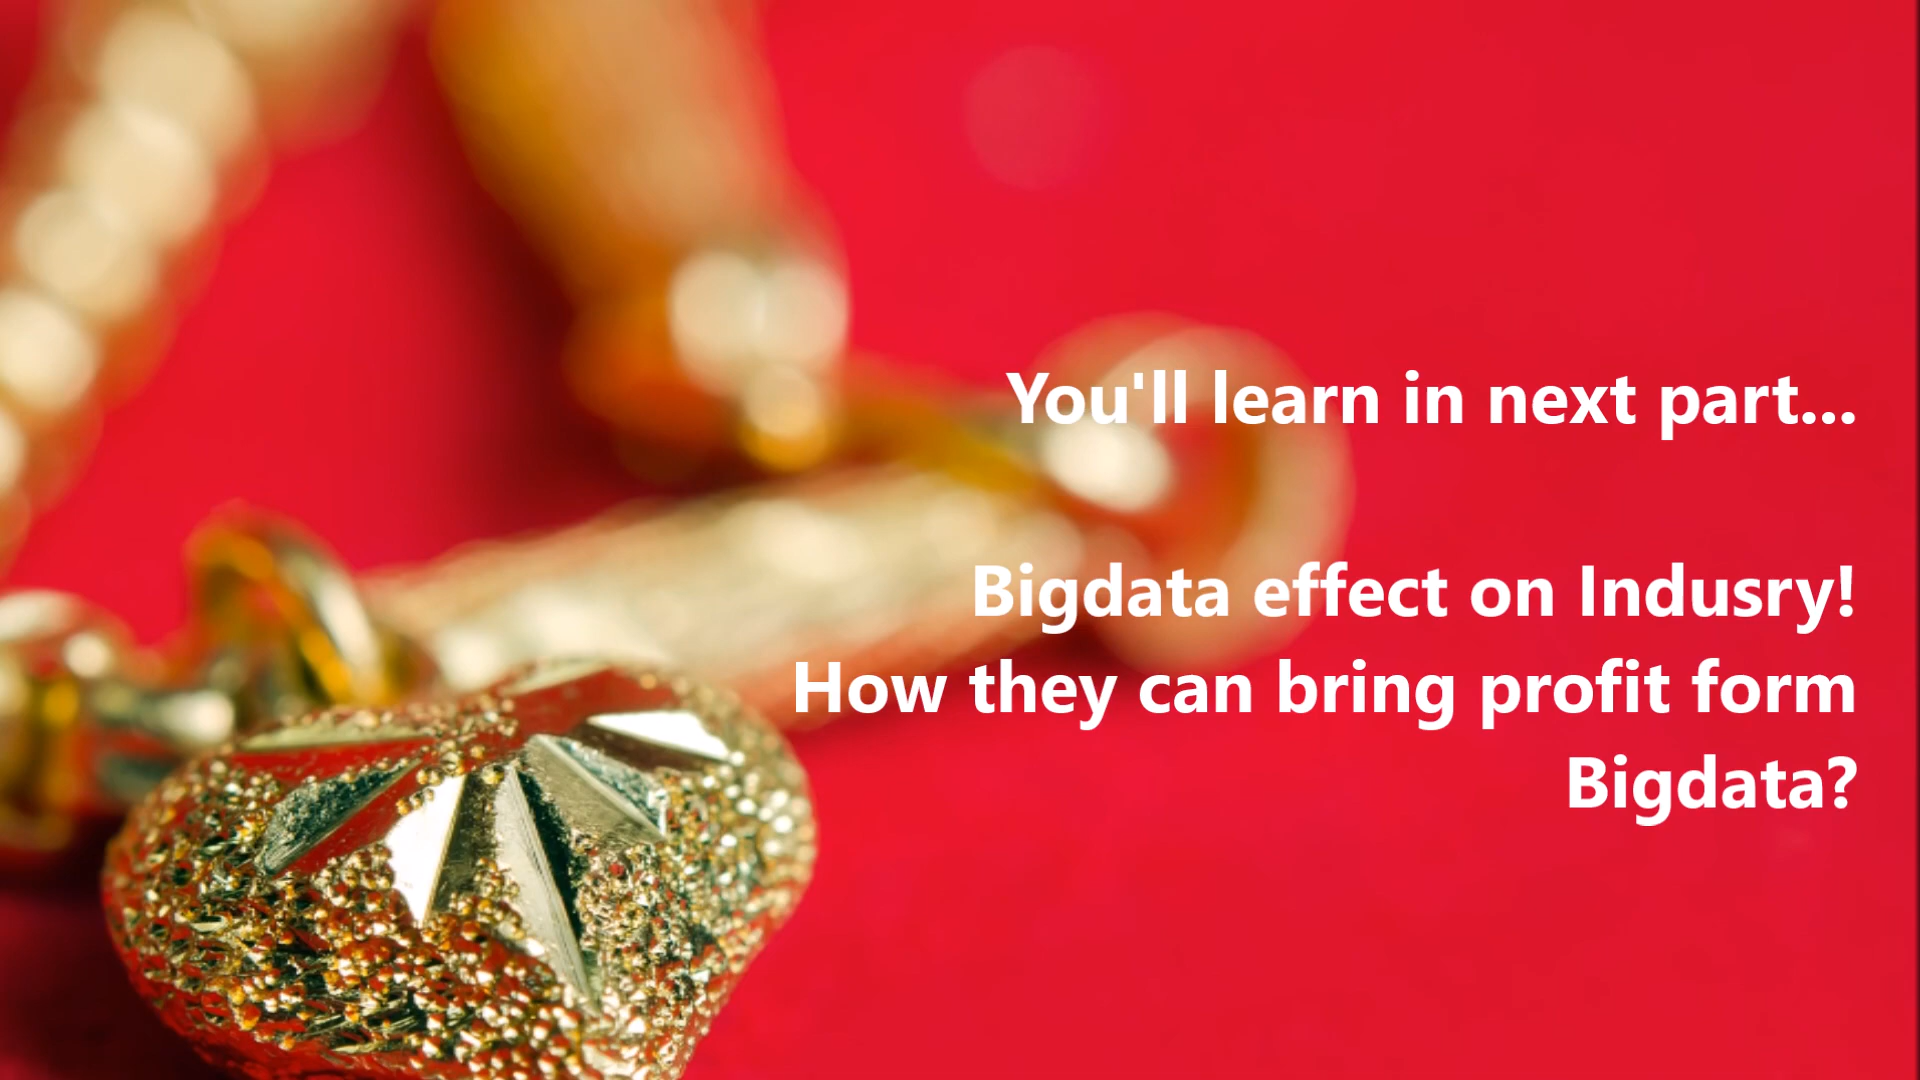 You'll learn in next part...
Bigdata effect on Indusry!
How they can bring profit form
Bigdata?